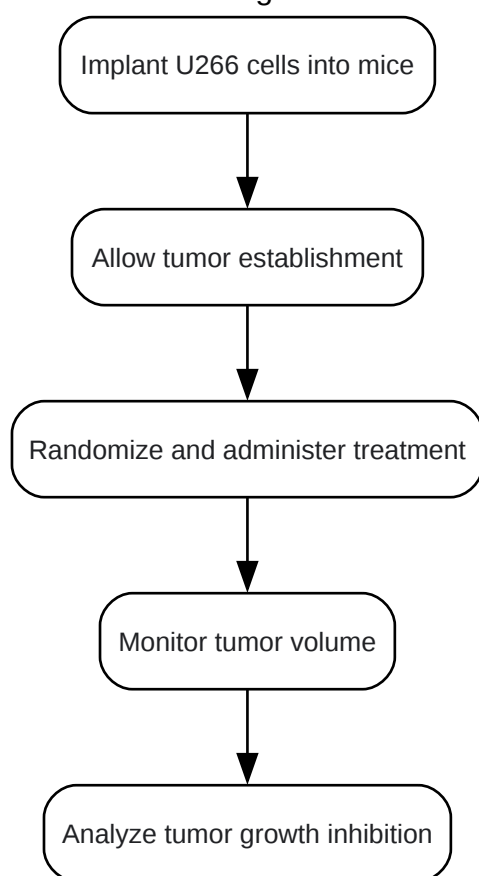 Implant U266 cells into mice
Allow tumor establishment
Randomize and administer treatment
Monitor tumor volume
Analyze tumor growth inhibition